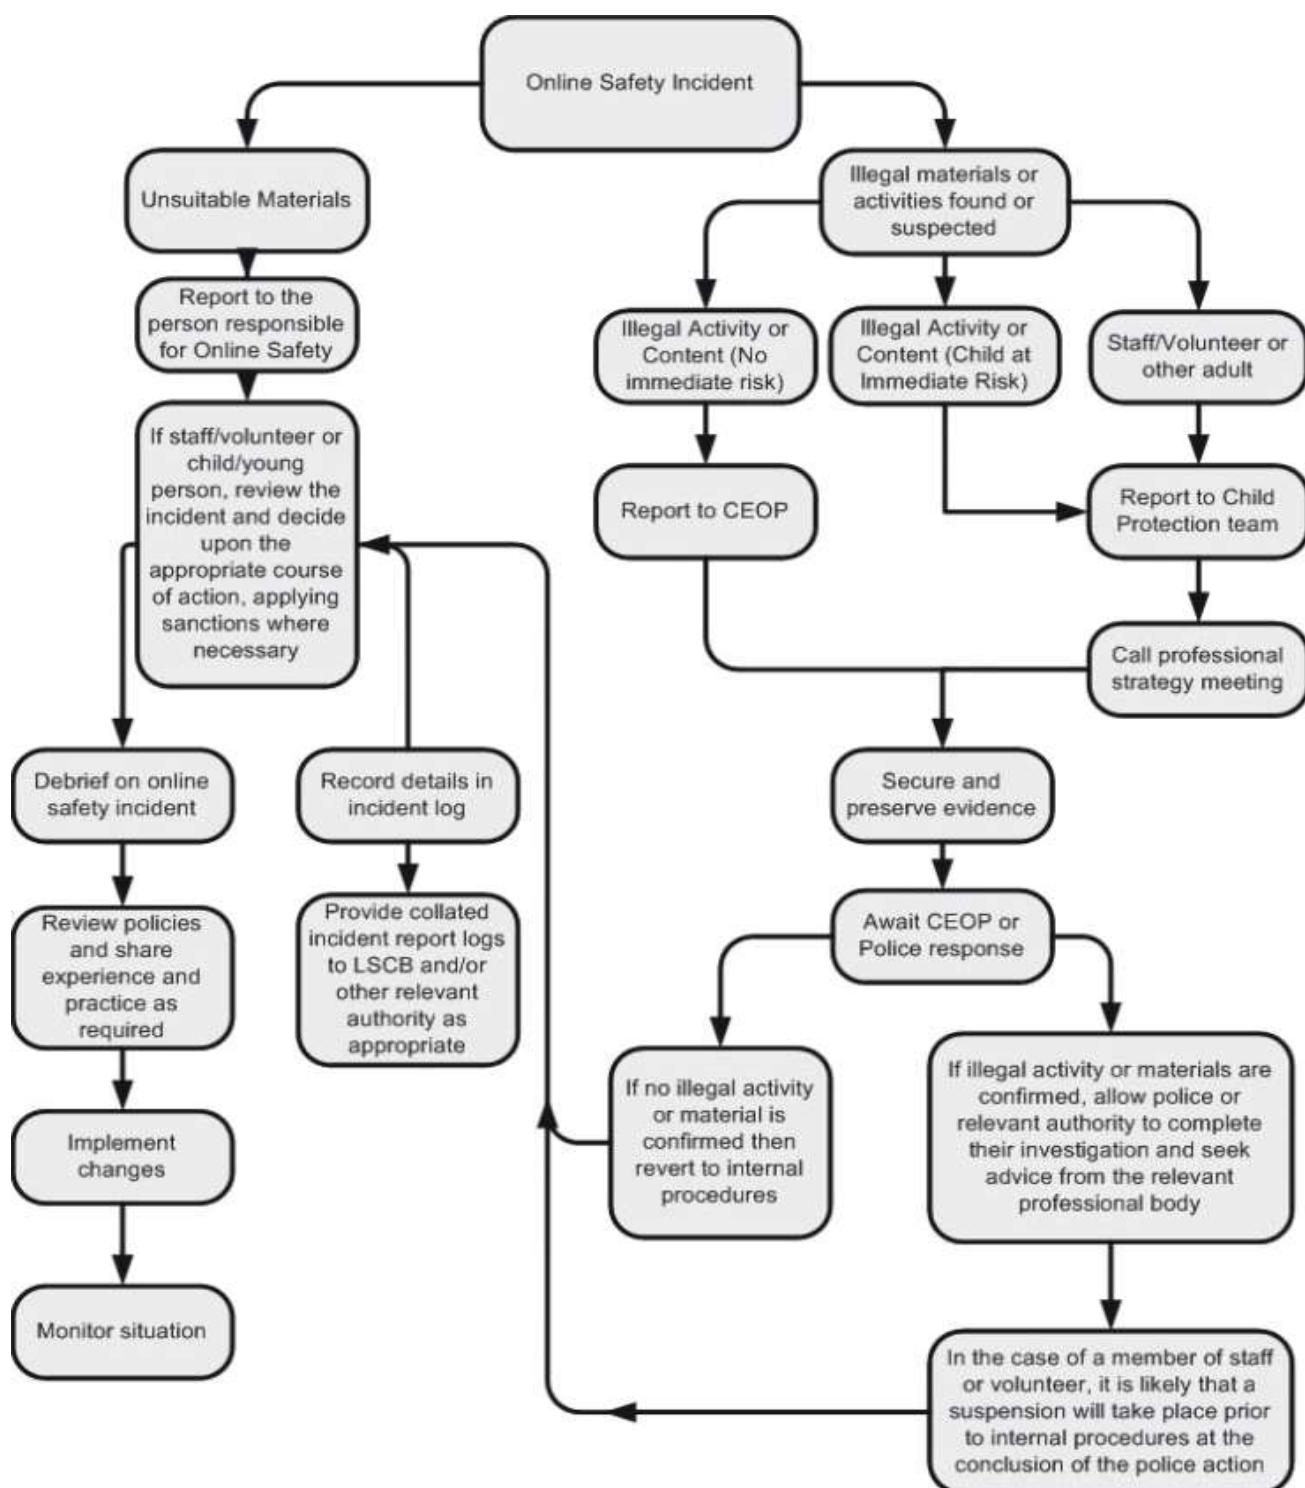 Online Safety Incident
Unsuitable Materials
Illegal materials or
activities found or
suspected
Report to the
person responsible
for Online Safety
Illegal Activity or
Content (No
immediate risk)
Illegal Activity or
Content (Child at
Immediate Risk)
Staff/Volunteer or
other adult
If staff/volunteer or
child/young
person, review the
incident and decide
upon the
appropriate course
of action, applying
sanctions where
necessary
Report to CEOP
Report to Child
Protection team
Call professional
strategy meeting
Debrief on online
safety incident
Record details in
incident log
Secure and
preserve evidence
Review policies
and share
experience and
practice as
required
Provide collated
incident report logs
to LSCB and/or
other relevant
authority as
appropriate
Await CEOP or
Police response
If no illegal activity
or material is
confirmed then
revert to internal
procedures
If illegal activity or materials are
confirmed, allow police or
relevant authority to complete
their investigation and seek
advice from the relevant
professional body
Implement
changes
Monitor situation
In the case of a member of staff
or volunteer, it is likely that a
suspension will take place prior
to internal procedures at the
conclusion of the police action